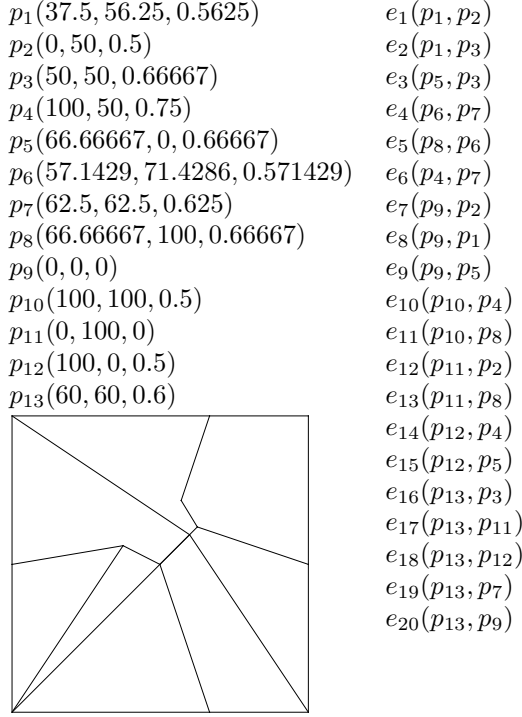 p₁(37.5, 56.25, 0.5625) e₁(p₁, p₂)
p₂(0, 50, 0.5) e₂(p₁, p₃)
p₃(50, 50, 0.66667) e₃(p₅, p₃)
p₄(100, 50, 0.75) e₄(p₆, p₇)
p₅(66.66667, 0, 0.66667) e₅(p₈, p₆)
p₆(57.1429, 71.4286, 0.571429) e₆(p₄, p₇)
p₇(62.5, 62.5, 0.625) e₇(p₉, p₂)
p₈(66.66667, 100, 0.66667) e₈(p₉, p₁)
p₉(0, 0, 0) e₉(p₉, p₅)
p₁₀(100, 100, 0.5) e₁₀(p₁₀, p₄)
p₁₁(0, 100, 0) e₁₁(p₁₀, p₈)
p₁₂(100, 0, 0.5) e₁₂(p₁₁, p₂)
p₁₃(60, 60, 0.6) e₁₃(p₁₁, p₈)
e₁₄(p₁₂, p₄)
e₁₅(p₁₂, p₅)
e₁₆(p₁₃, p₃)
e₁₇(p₁₃, p₁₁)
e₁₈(p₁₃, p₁₂)
e₁₉(p₁₃, p₇)
e₂₀(p₁₃, p₉)